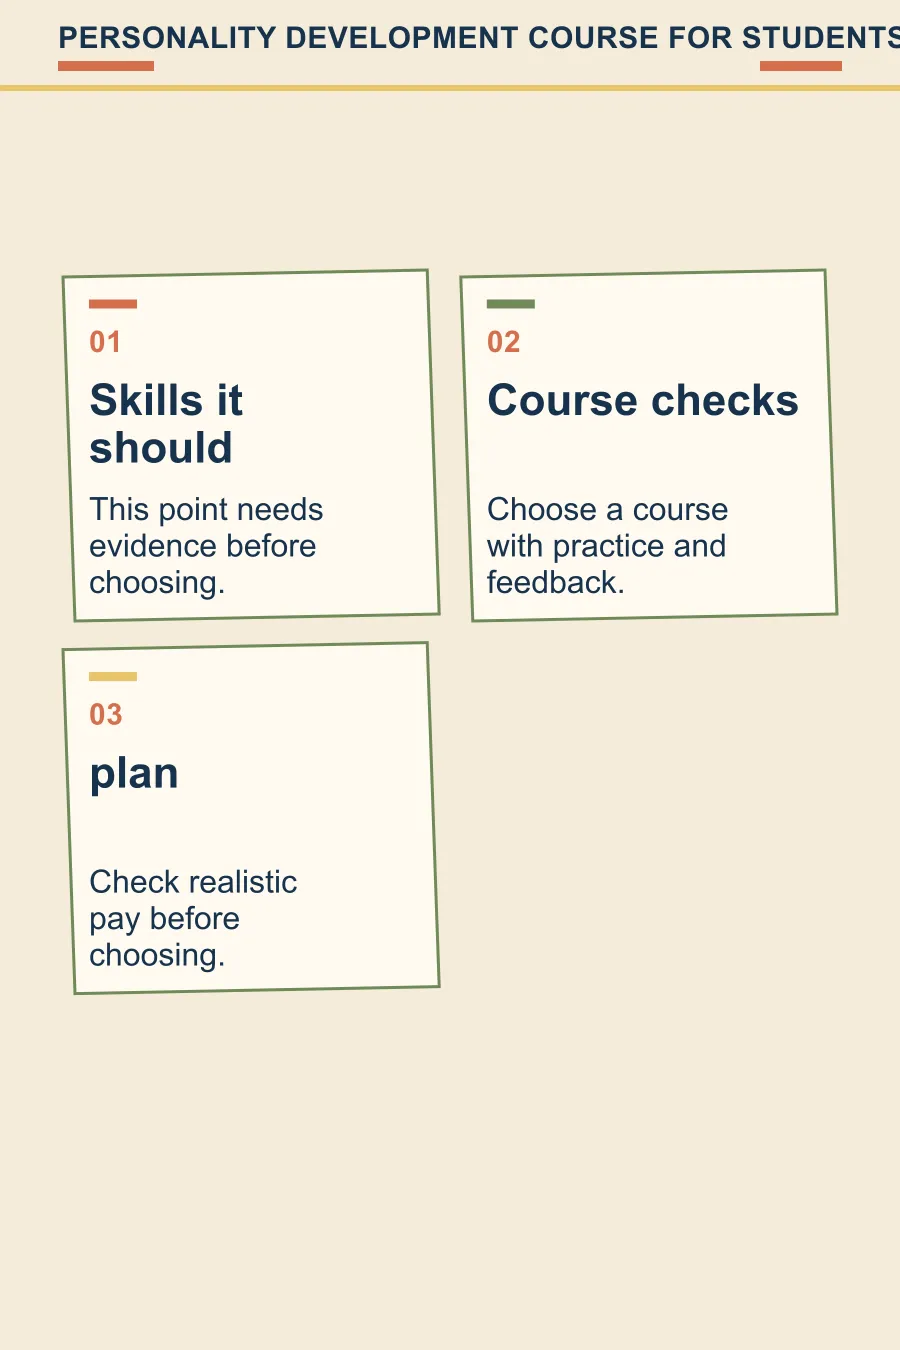 PERSONALITY DEVELOPMENT COURSE FOR STUDENTS
01
Skills it
should
This point needs
evidence before
choosing.
02
Course checks
Choose a course
with practice and
feedback.
03
plan
Check realistic
pay before
choosing.